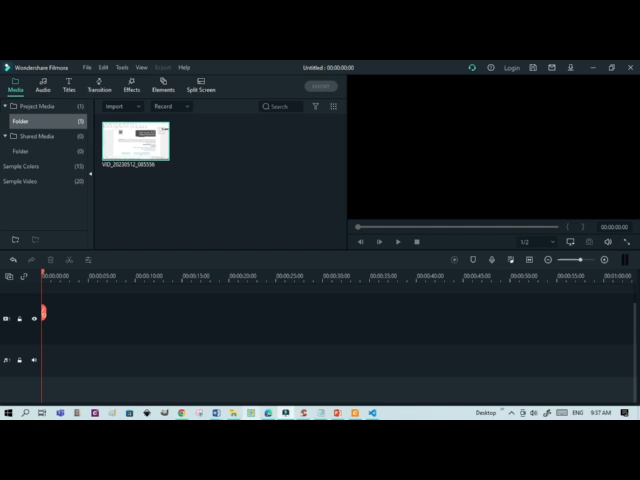 Wondershare Filmora File Edit Tools View Export Help Untitled : 00:00:00:00 Login
Media Audio Titles Transition Effects Elements Split Screen EXPORT
Project Media (1) Import Record Search
Folder (1)
Shared Media (0)
Folder (0)
VID_20230512_085556
Sample Colors (15)
Sample Video (20)
00:00:00:00
1/2
00:00:00:00 00:00:05:00 00:00:10:00 00:00:15:00 00:00:20:00 00:00:25:00 00:00:30:00 00:00:35:00 00:00:40:00 00:00:45:00 00:00:50:00 00:00:55:00 00:01:00:00
1
1
Desktop ENG 9:37 AM